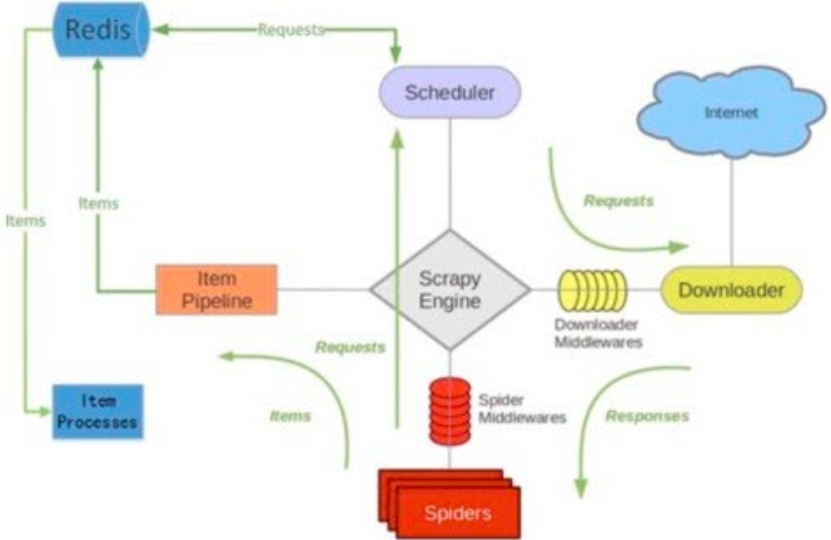 Redis
Requests
Scheduler
Internet
Requests
Items
Items
Item
Pipeline
Scrapy
Engine
Downloader
Downloader
Middlewares
Requests
Item
Processes
Items
Spider
Middlewares
Responses
Spiders